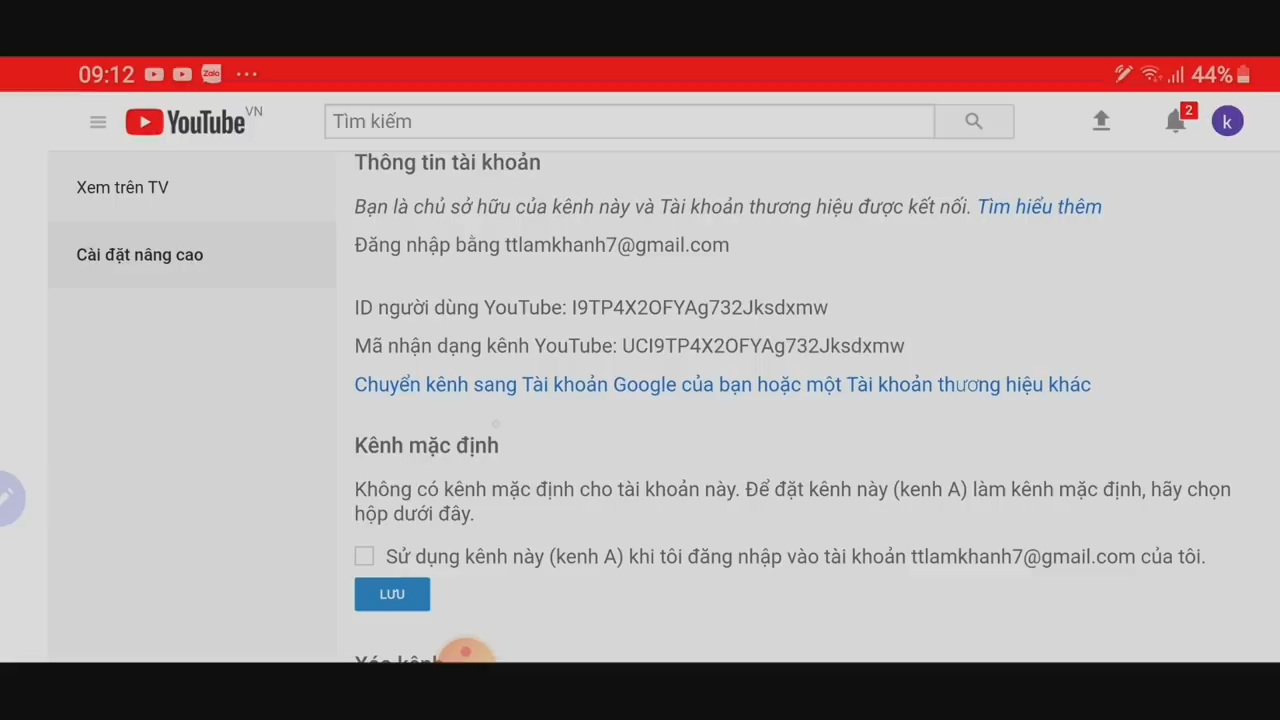 09:12 Zalo ... 44%
YouTube VN Tìm kiếm 2 k
Thông tin tài khoản
Xem trên TV
Bạn là chủ sở hữu của kênh này và Tài khoản thương hiệu được kết nối. Tìm hiểu thêm
Cài đặt nâng cao
Đăng nhập bằng ttlamkhanh7@gmail.com
ID người dùng YouTube: I9TP4X2OFYAg732Jksdxmw
Mã nhận dạng kênh YouTube: UCI9TP4X2OFYAg732Jksdxmw
Chuyển kênh sang Tài khoản Google của bạn hoặc một Tài khoản thương hiệu khác
Kênh mặc định
Không có kênh mặc định cho tài khoản này. Để đặt kênh này (kenh A) làm kênh mặc định, hãy chọn
hộp dưới đây.
Sử dụng kênh này (kenh A) khi tôi đăng nhập vào tài khoản ttlamkhanh7@gmail.com của tôi.
LƯU
Xóa kênh